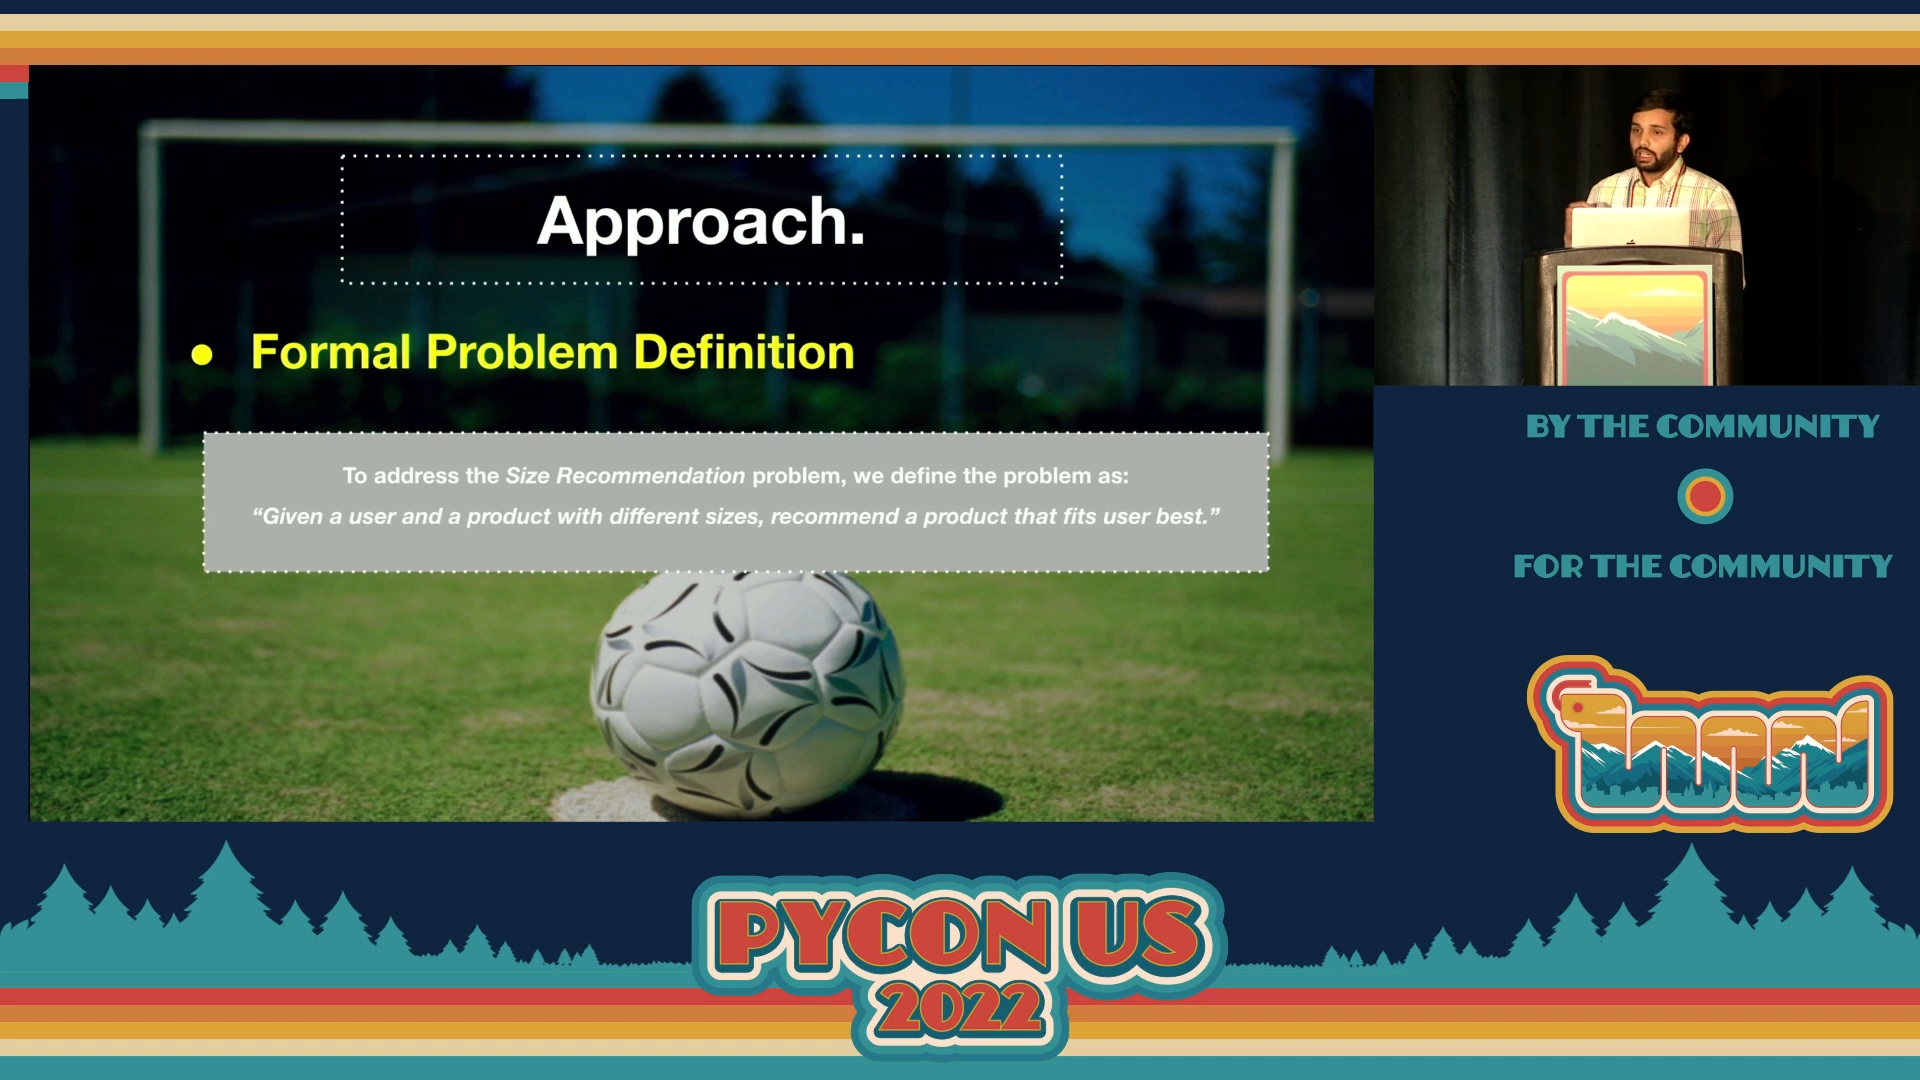 Approach.
● Formal Problem Definition
To address the Size Recommendation problem, we define the problem as:
“Given a user and a product with different sizes, recommend a product that fits user best.”
BY THE COMMUNITY
FOR THE COMMUNITY
PYCON US
2022